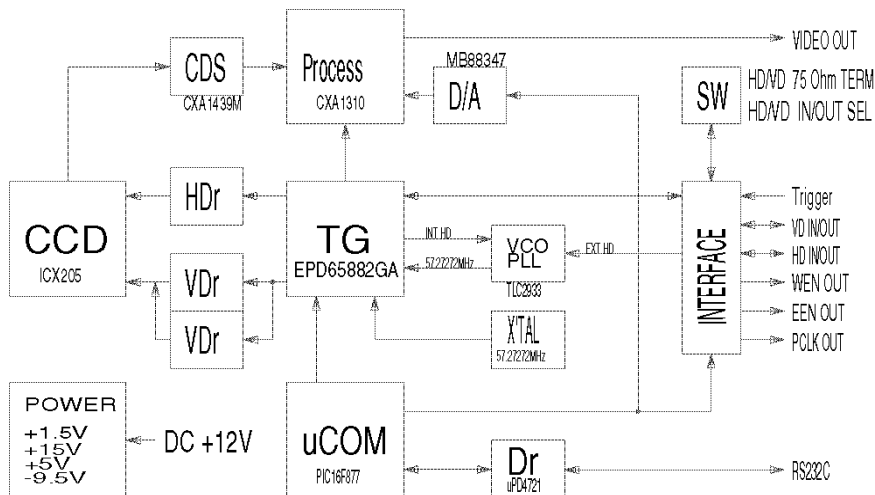 VIDEO OUT
CDS
CXA1439M
Process
CXA1310
MB88347
D/A
SW
HD/VD 75 Ohm TERM
HD/VD IN/OUT SEL
CCD
ICX205
HDr
TG
EPD65882GA
INT HD
57.27272MHz
VCO
PLL
TLC2933
EXT HD
INTERFACE
Trigger
VD IN/OUT
HD IN/OUT
WEN OUT
EEN OUT
PCLK OUT
VDr
VDr
X'TAL
57.27272MHz
POWER
+1.5V
+15V
+5V
-9.5V
DC +12V
uCOM
PIC16F877
Dr
uPD4721
RS232C